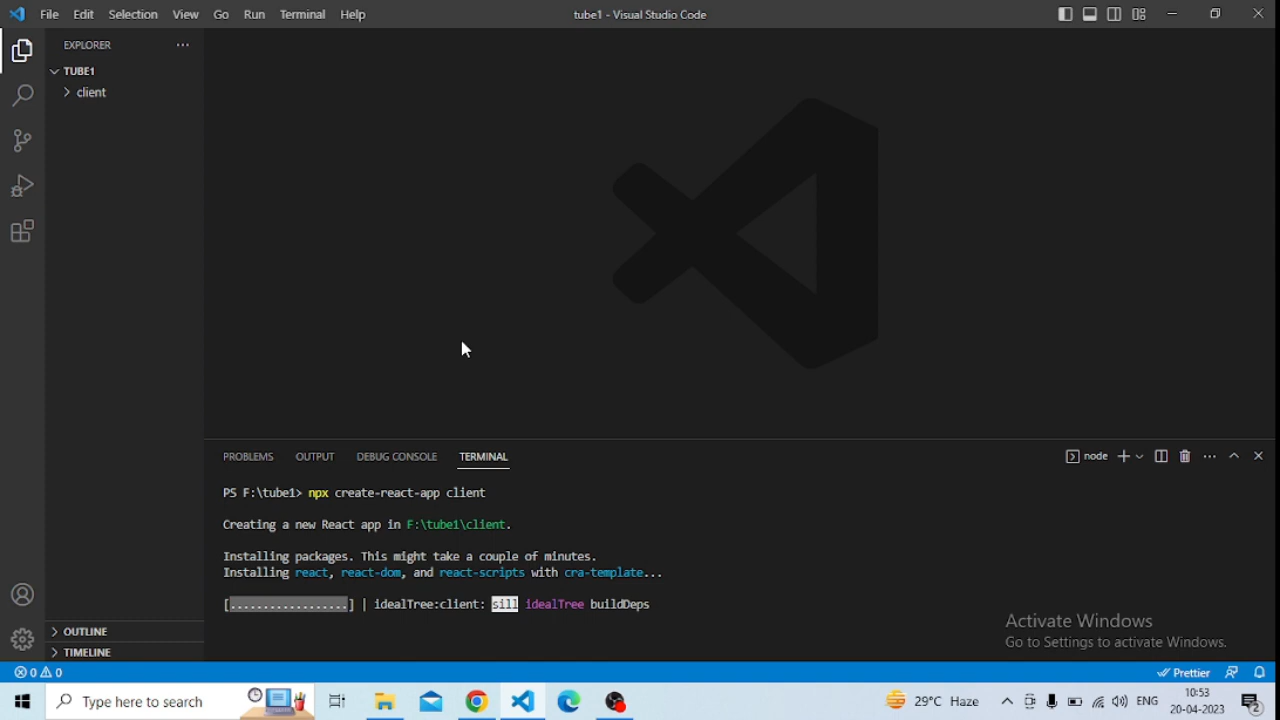 File Edit Selection View Go Run Terminal Help
tube1 - Visual Studio Code
EXPLORER
TUBE1
client
PROBLEMS OUTPUT DEBUG CONSOLE TERMINAL
node
PS F:\tube1> npx create-react-app client
Creating a new React app in F:\tube1\client.
Installing packages. This might take a couple of minutes.
Installing react, react-dom, and react-scripts with cra-template...
[..................] | idealTree:client: sill idealTree buildDeps
Activate Windows
Go to Settings to activate Windows.
OUTLINE
TIMELINE
0 0
Prettier
Type here to search
29°C Haze
ENG
10:53
20-04-2023
2